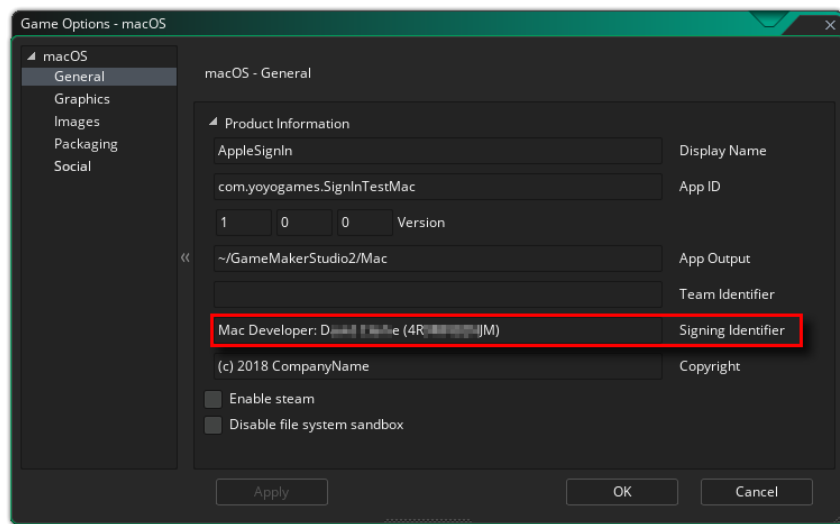 Game Options - macOS
macOS
General
Graphics
Images
Packaging
Social
macOS - General
Product Information
AppleSignIn Display Name
com.yoyogames.SignInTestMac App ID
1 0 0 Version
~/GameMakerStudio2/Mac App Output
Team Identifier
Mac Developer: Signing Identifier
(c) 2018 CompanyName Copyright
Enable steam
Disable file system sandbox
Apply OK Cancel